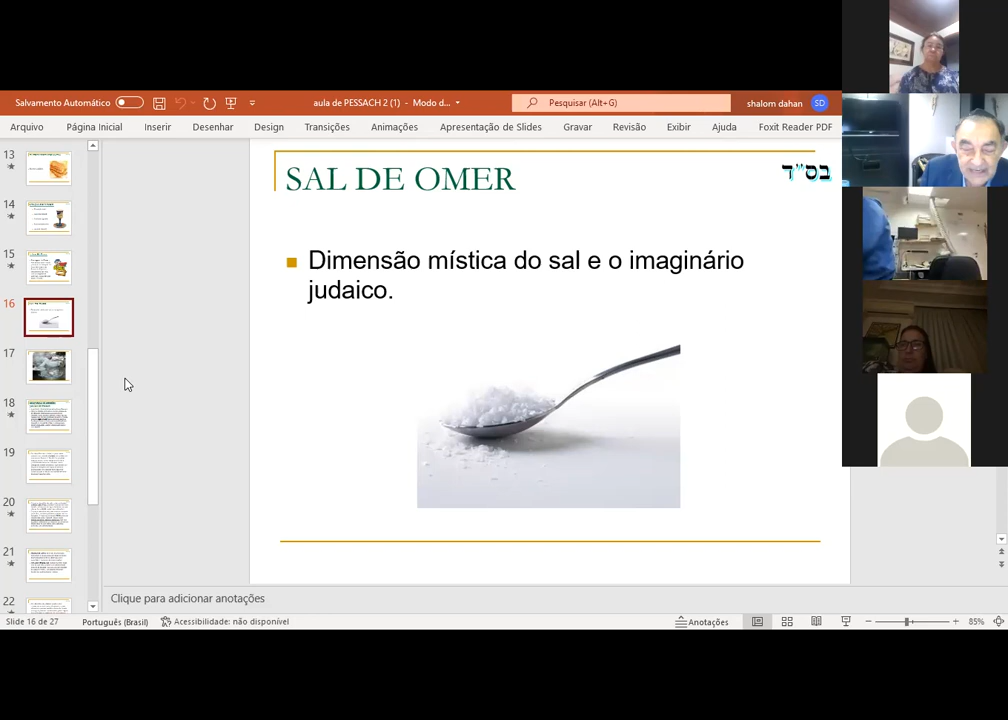 Salvamento Automático
aula de PESSACH 2 (1) - Modo d...
Pesquisar (Alt+G)
shalom dahan
SD
Arquivo
Página Inicial
Inserir
Desenhar
Design
Transições
Animações
Apresentação de Slides
Gravar
Revisão
Exibir
Ajuda
Foxit Reader PDF
13
14
15
16
17
18
19
20
21
22
SAL DE OMER
בס"ד
Dimensão mística do sal e o imaginário
judaico.
Clique para adicionar anotações
Slide 16 de 27
Português (Brasil)
Acessibilidade: não disponível
Anotações
85%